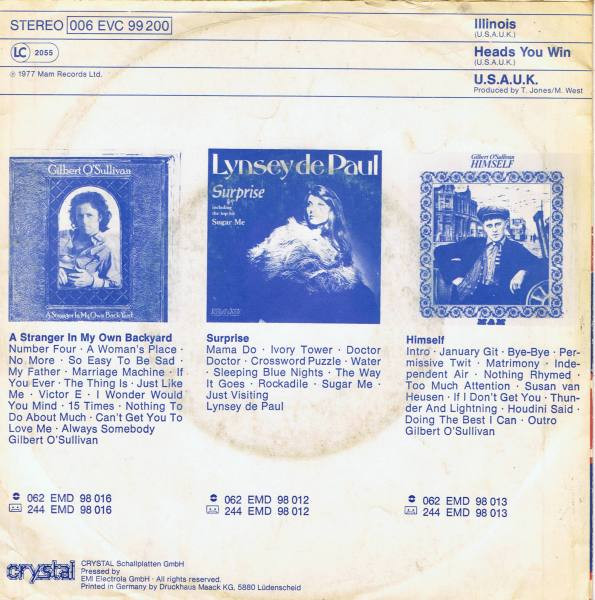 STEREO 006 EVC 99 200
LC 2055
℗ 1977 Mam Records Ltd.
Illinois
(U.S.A.U.K.)
Heads You Win
(U.S.A.U.K.)
U.S.A.U.K.
Produced by T. Jones/M. West
Gilbert O'Sullivan
A Stranger In My Own Back Yard
Lynsey de Paul
Surprise
including
the top hit
Sugar Me
Gilbert O'Sullivan
HIMSELF
MAM
A Stranger In My Own Backyard
Number Four · A Woman's Place ·
No More · So Easy To Be Sad ·
My Father · Marriage Machine · If
You Ever · The Thing Is · Just Like
Me · Victor E · I Wonder Would
You Mind · 15 Times · Nothing To
Do About Much · Can't Get You To
Love Me · Always Somebody
Gilbert O'Sullivan
062 EMD 98 016
244 EMD 98 016
Surprise
Mama Do · Ivory Tower · Doctor
Doctor · Crossword Puzzle · Water
· Sleeping Blue Nights · The Way
It Goes · Rockadile · Sugar Me ·
Just Visiting
Lynsey de Paul
062 EMD 98 012
244 EMD 98 012
Himself
Intro · January Git · Bye-Bye · Per-
missive Twit · Matrimony · Inde-
pendent Air · Nothing Rhymed ·
Too Much Attention · Susan van
Heusen · If I Don't Get You · Thun-
der And Lightning · Houdini Said ·
Doing The Best I Can · Outro
Gilbert O'Sullivan
062 EMD 98 013
244 EMD 98 013
crystal
CRYSTAL Schallplatten GmbH
Pressed by
EMI Electrola GmbH · All rights reserved.
Printed in Germany by Druckhaus Maack KG, 5880 Lüdenscheid